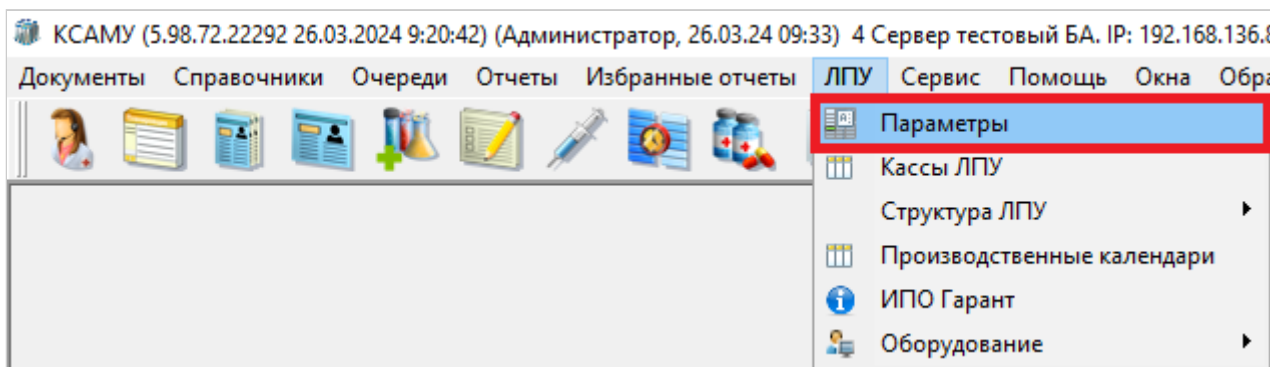 КСАМУ (5.98.72.22292 26.03.2024 9:20:42) (Администратор, 26.03.24 09:33) 4 Сервер тестовый БА. IP: 192.168.136.8
Документы Справочники Очереди Отчеты Избранные отчеты ЛПУ Сервис Помощь Окна Обра
Параметры
Кассы ЛПУ
Структура ЛПУ
Производственные календари
ИПО Гарант
Оборудование